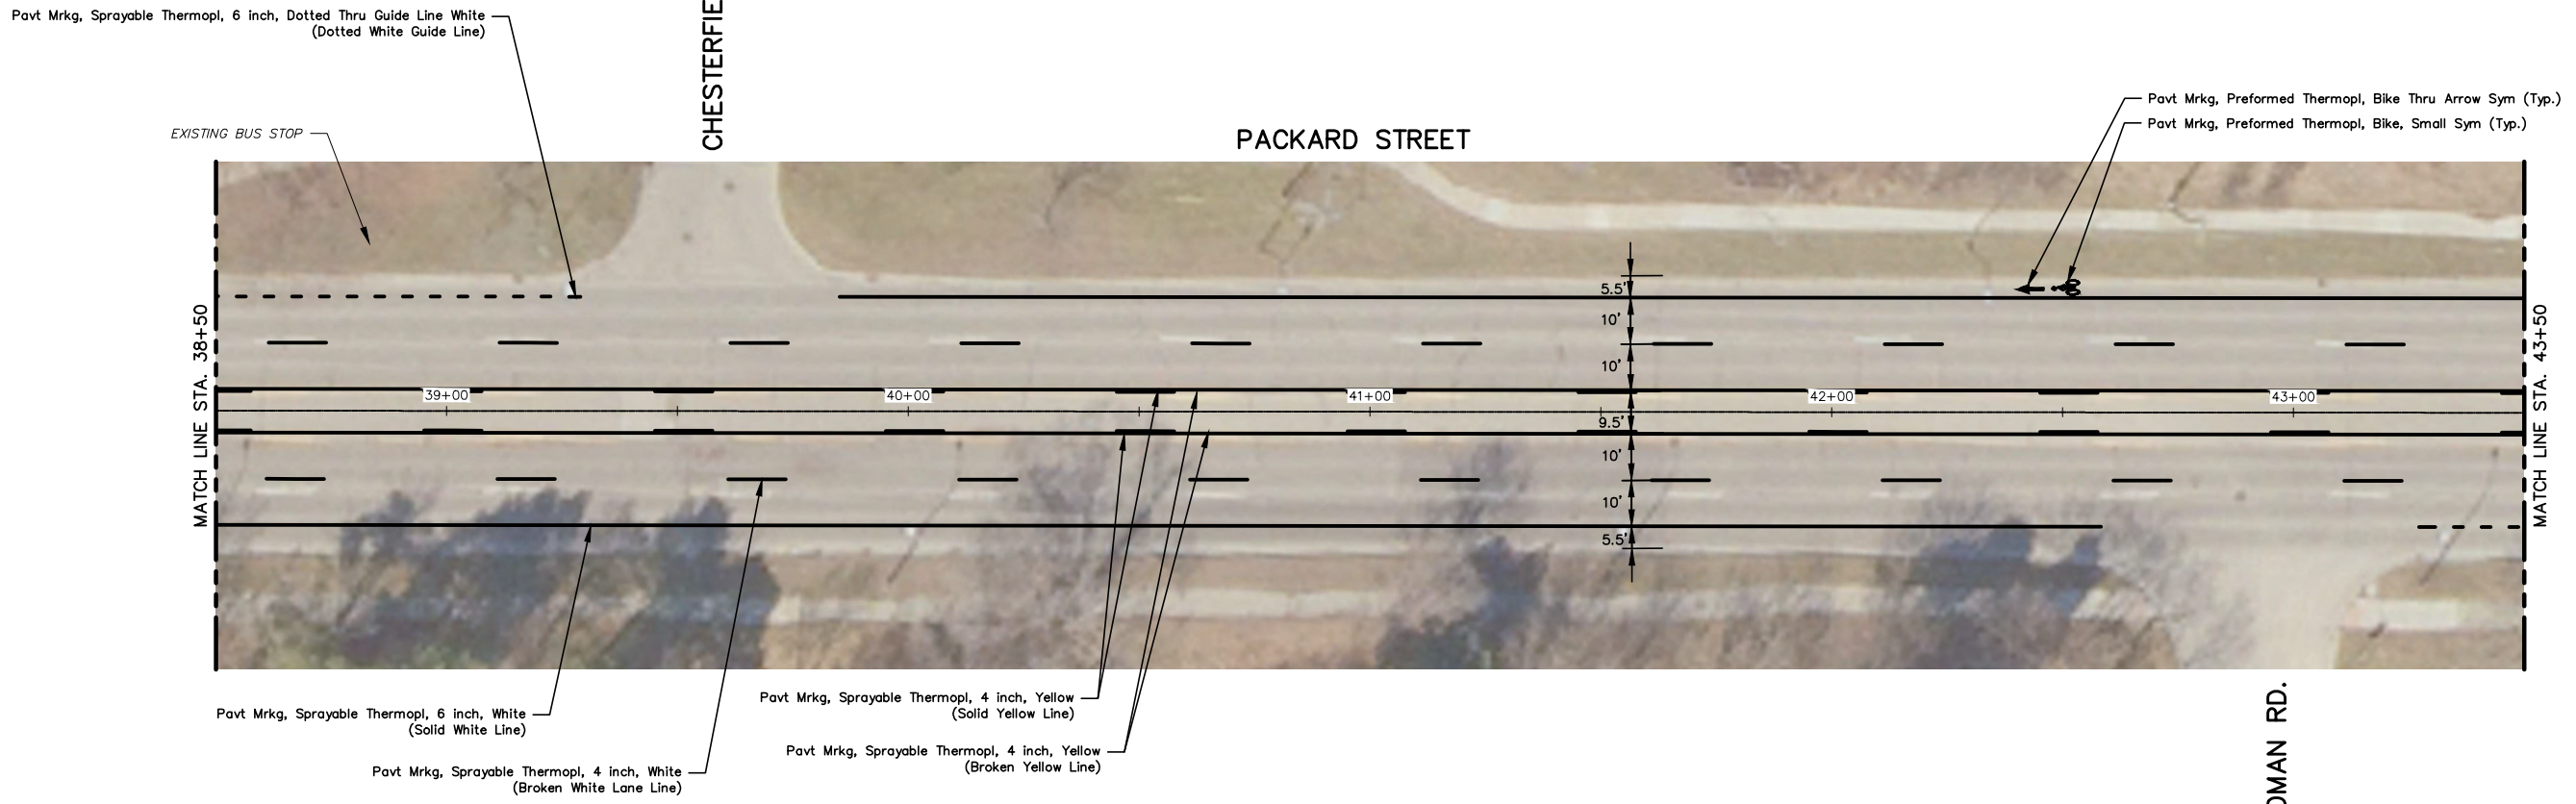 Pavt Mrkg, Sprayable Thermopl, 6 inch, Dotted Thru Guide Line White
(Dotted White Guide Line)
CHESTERFIE
EXISTING BUS STOP
PACKARD STREET
Pavt Mrkg, Preformed Thermopl, Bike Thru Arrow Sym (Typ.)
Pavt Mrkg, Preformed Thermopl, Bike, Small Sym (Typ.)
MATCH LINE STA. 38+50
5.5'
10'
10'
39+00
40+00
41+00
42+00
43+00
9.5'
10'
10'
5.5'
MATCH LINE STA. 43+50
Pavt Mrkg, Sprayable Thermopl, 4 inch, Yellow
(Solid Yellow Line)
Pavt Mrkg, Sprayable Thermopl, 6 inch, White
(Solid White Line)
Pavt Mrkg, Sprayable Thermopl, 4 inch, Yellow
(Broken Yellow Line)
Pavt Mrkg, Sprayable Thermopl, 4 inch, White
(Broken White Lane Line)
OMAN RD.